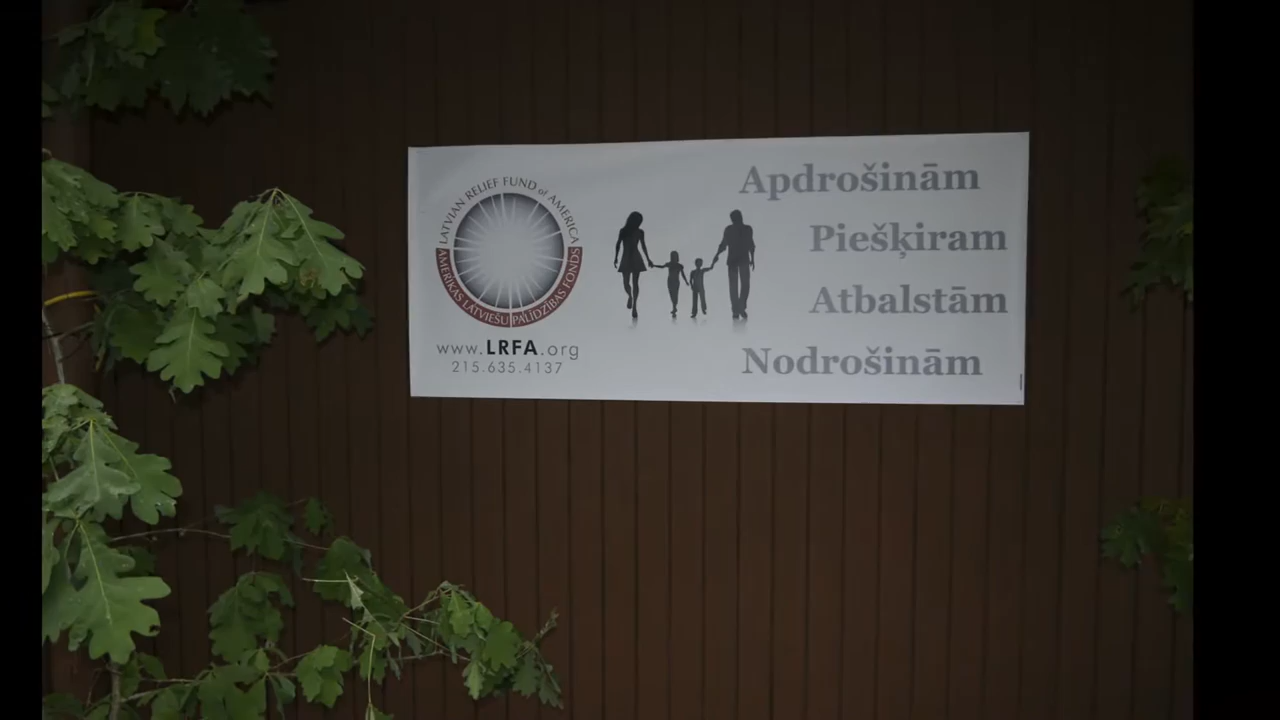 LATVIAN RELIEF FUND of AMERICA
AMERIKAS LATVIEŠU PALĪDZĪBAS FONDS
www.LRFA.org
215.635.4137
Apdrošinām
Piešķiram
Atbalstām
Nodrošinām